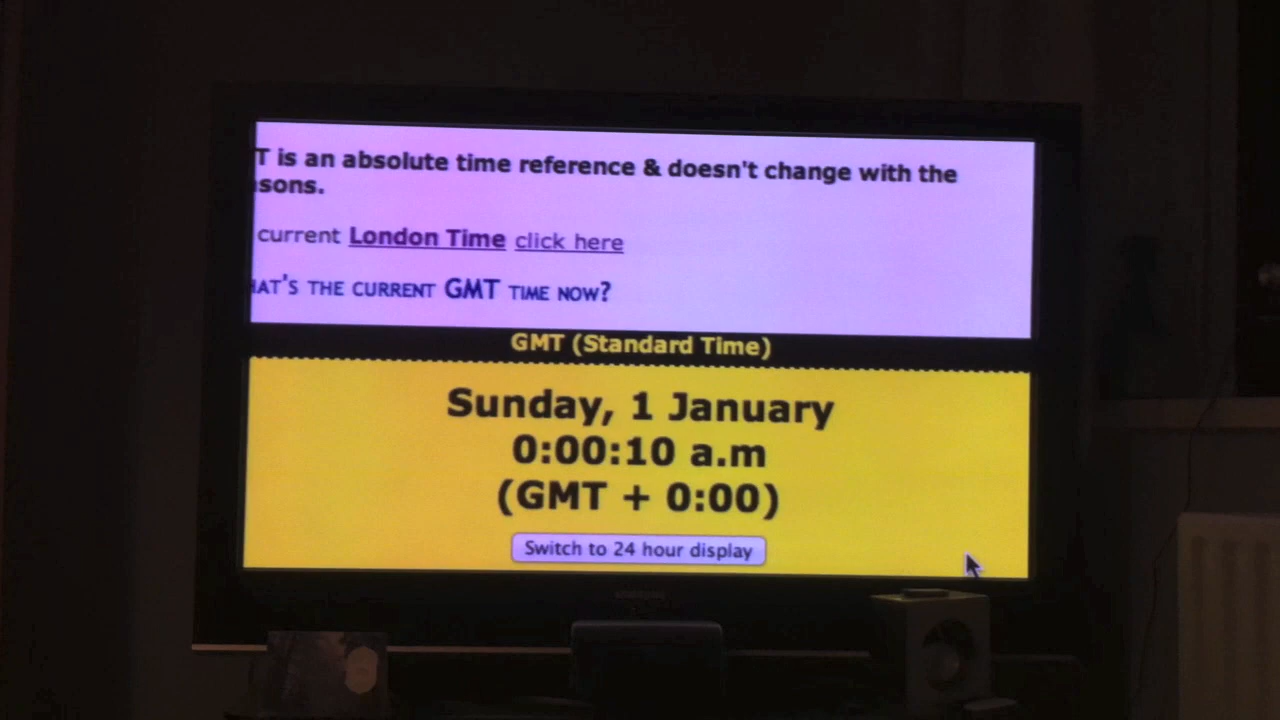 T is an absolute time reference & doesn't change with the
sons.
current London Time click here
AT'S THE CURRENT GMT TIME NOW?
GMT (Standard Time)
Sunday, 1 January
0:00:10 a.m
(GMT + 0:00)
Switch to 24 hour display
SAMSUNG